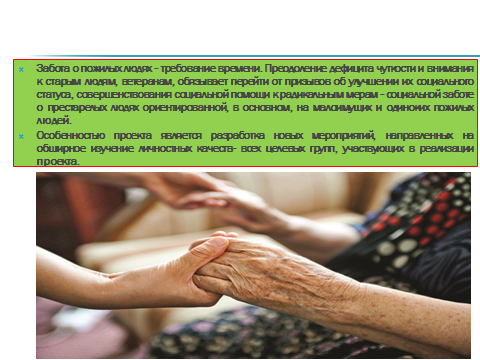 Забота о пожилых людях - требование времени. Преодоление дефицита чуткости и внимания
к старым людям, ветеранам, обязывает перейти от призывов об улучшении их социального
статуса, совершенствования социальной помощи к радикальным мерам - социальной заботе
о престарелых людях ориентированной, в основном, на малоимущих и одиноких пожилых
людей.
Особенностью проекта является разработка новых мероприятий, направленных на
обширное изучение личностных качеств- всех целевых групп, участвующих в реализации
проекта.